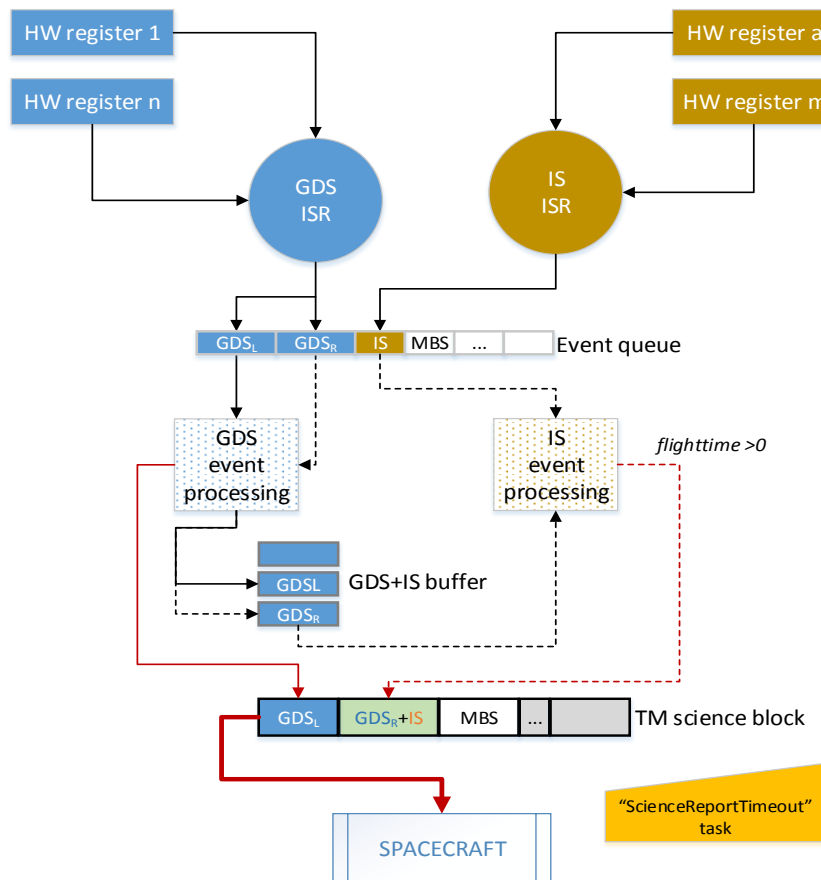 HW register 1
HW register a
HW register n
HW register m
GDS
ISR
IS
ISR
GDSL
GDSR
IS
MBS
...
Event queue
GDS
event
processing
IS
event
processing
flighttime >0
GDSL
GDS+IS buffer
GDSR
GDSL
GDSR+IS
MBS
...
TM science block
“ScienceReportTimeout”
task
SPACECRAFT